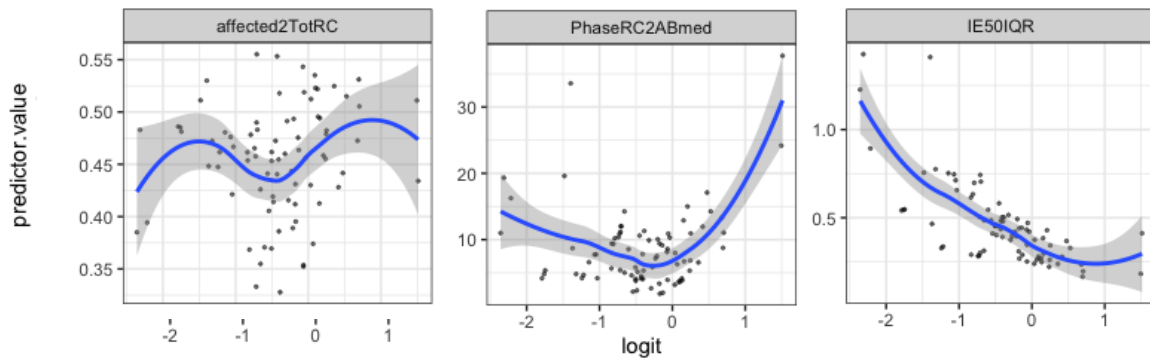 affected2TotRC
PhaseRC2ABmed
IE50IQR
predictor.value
0.55
0.50
0.45
0.40
0.35
30
20
10
1.0
0.5
-2 -1 0 1
-2 -1 0 1
-2 -1 0 1
logit